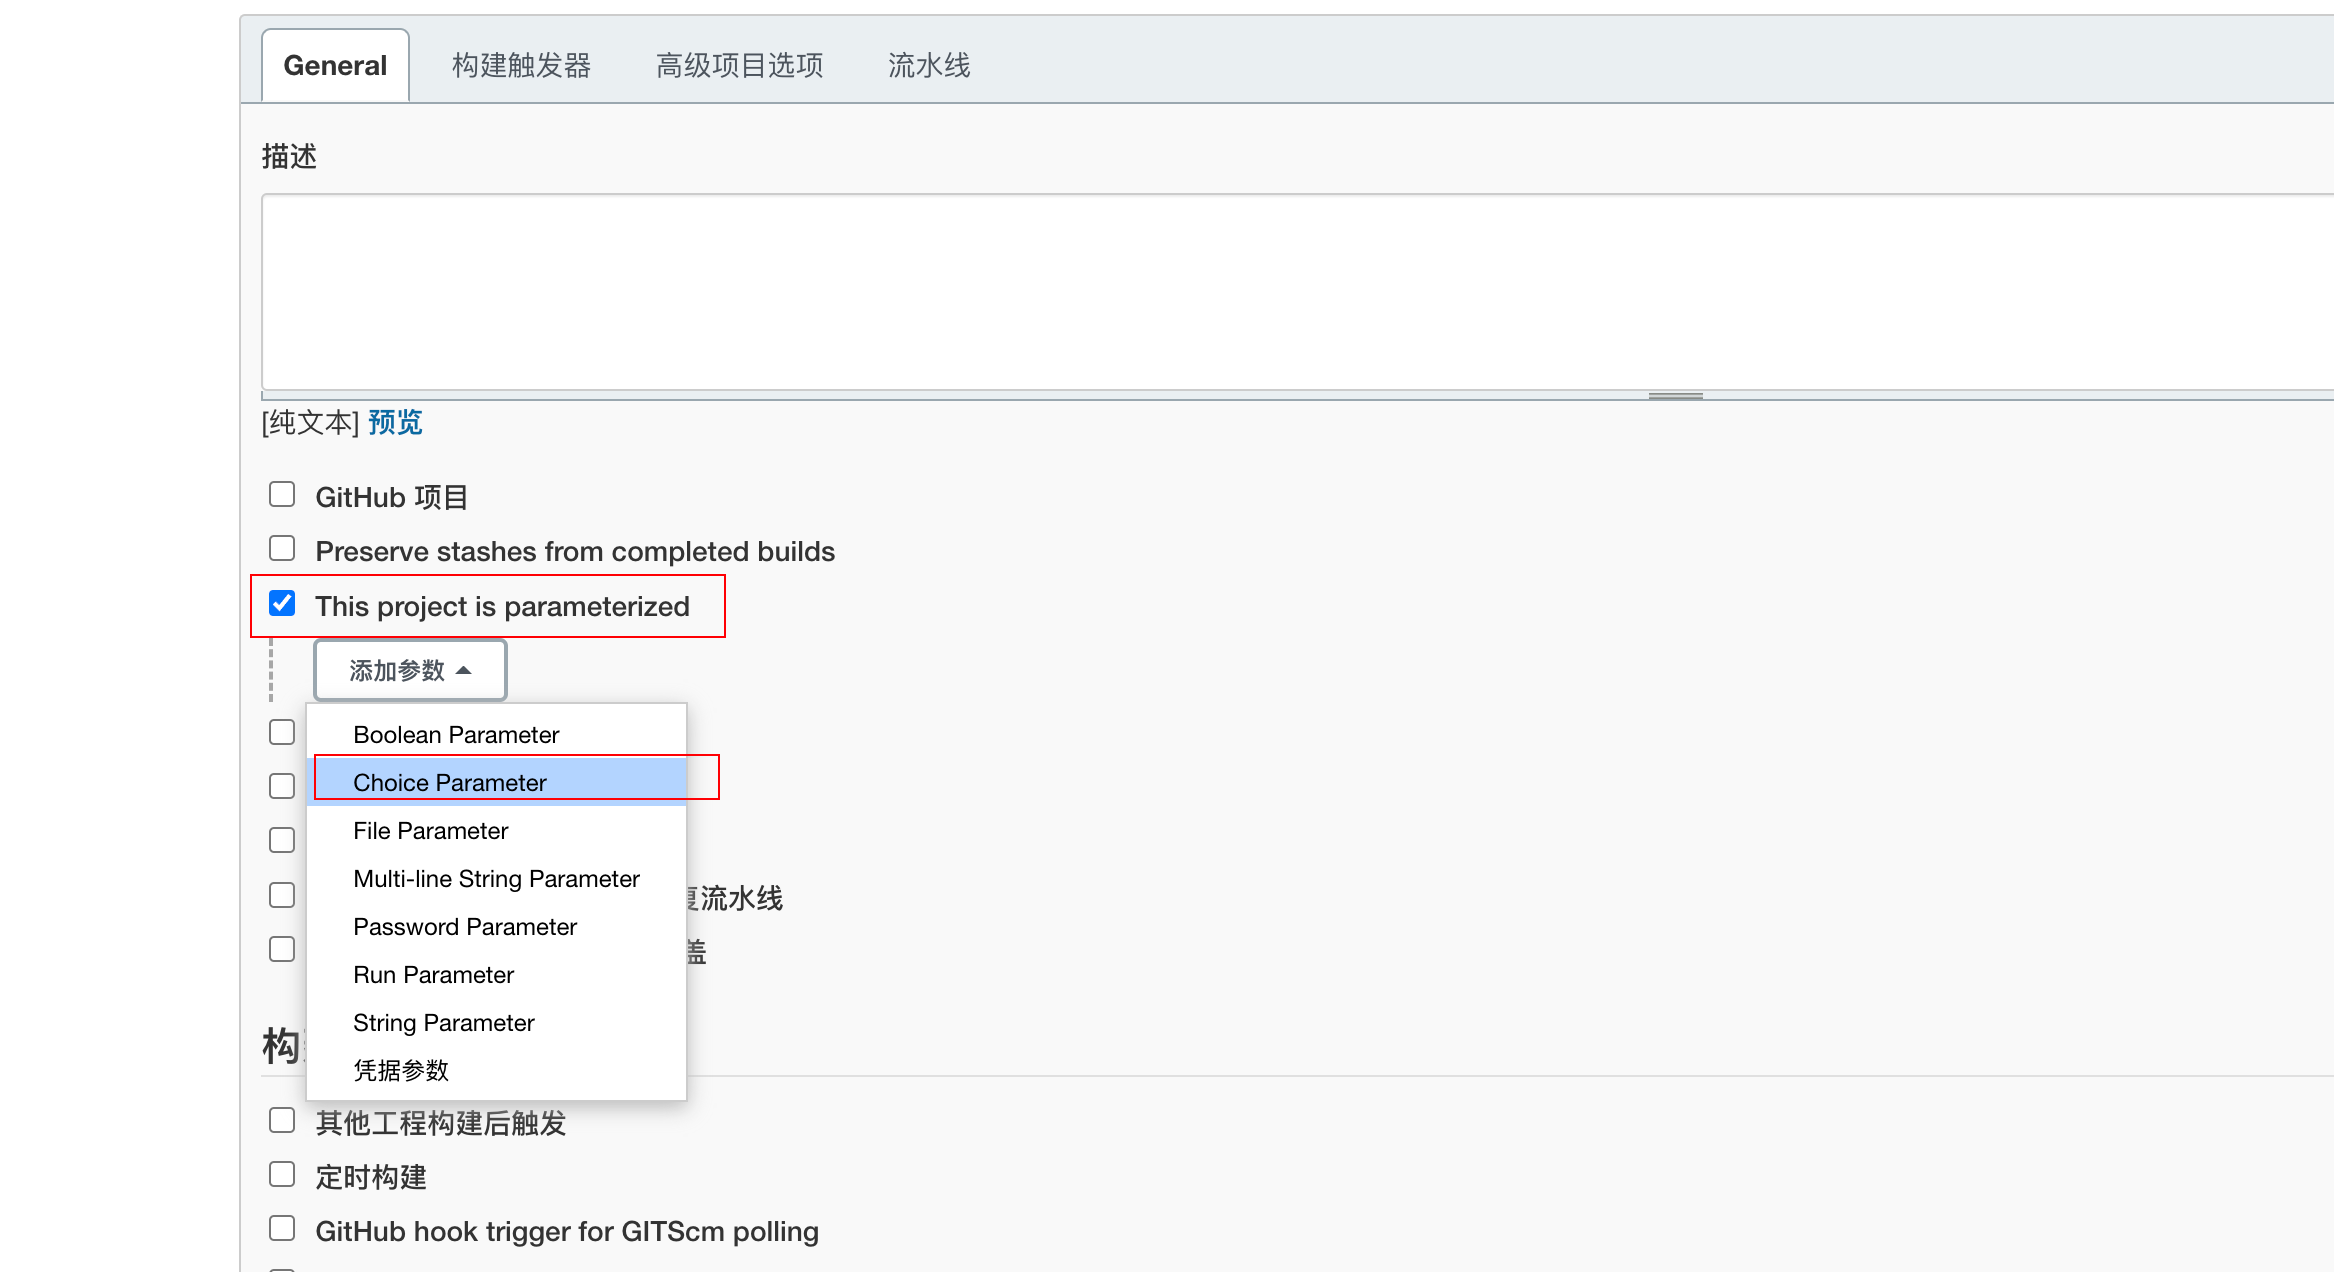 General 构建触发器 高级项目选项 流水线
描述
[纯文本] 预览
GitHub 项目
Preserve stashes from completed builds
This project is parameterized
添加参数
Boolean Parameter
Choice Parameter
File Parameter
Multi-line String Parameter
流水线
Password Parameter
盖
Run Parameter
String Parameter
构
凭据参数
其他工程构建后触发
定时构建
GitHub hook trigger for GITScm polling